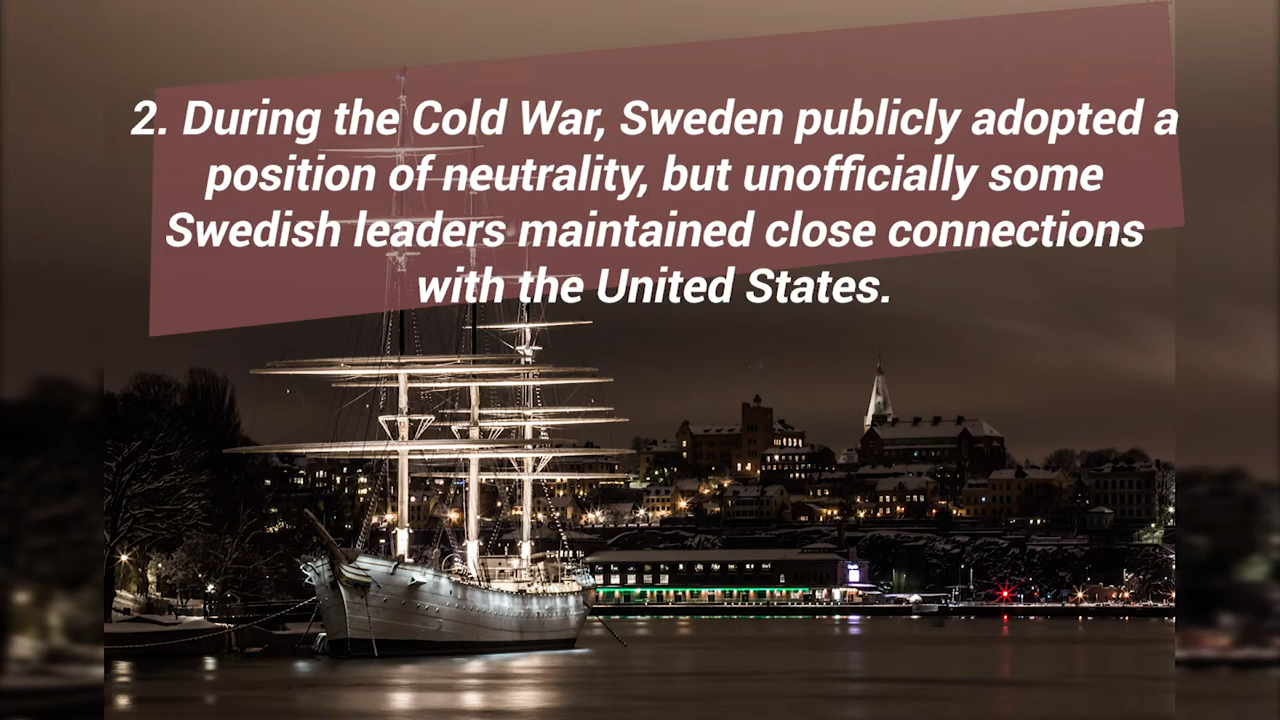 2. During the Cold War, Sweden publicly adopted a
position of neutrality, but unofficially some
Swedish leaders maintained close connections
with the United States.